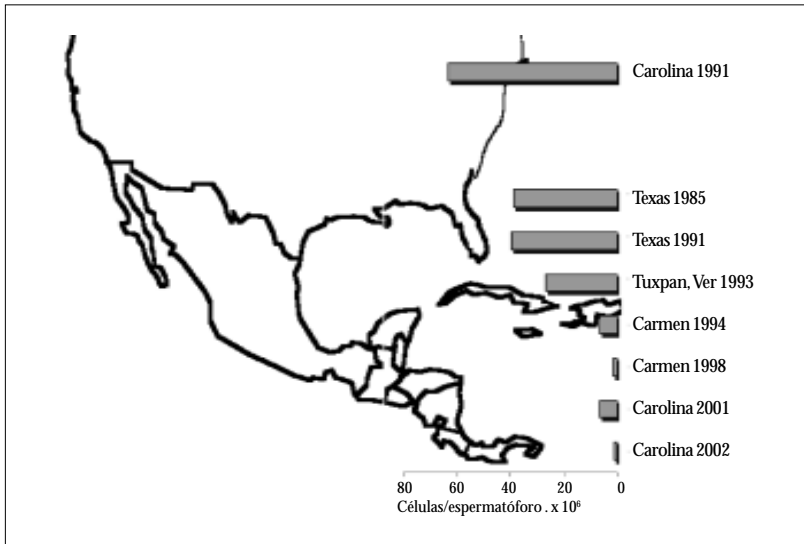 Carolina 1991
Texas 1985
Texas 1991
Tuxpan, Ver 1993
Carmen 1994
Carmen 1998
Carolina 2001
Carolina 2002
80 60 40 20 0
Células/espermatóforo . x 10⁶